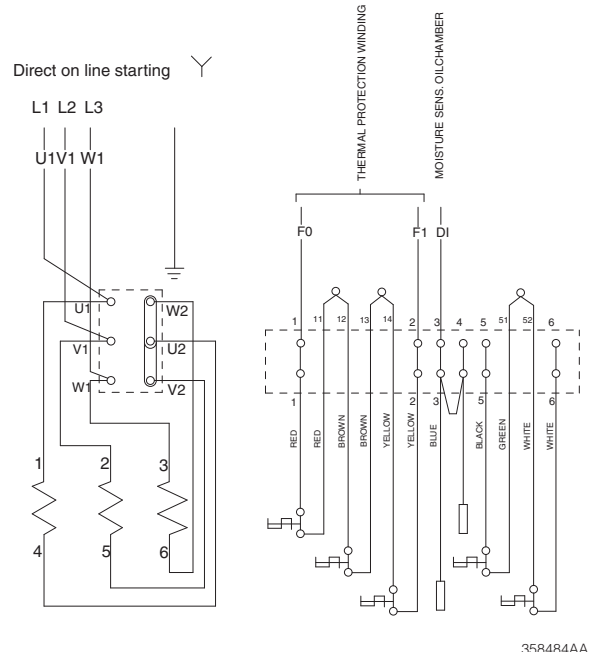 Direct on line starting
L1 L2 L3
U1 V1 W1
U1 W2
V1 U2
W1 V2
1 2 3
4 5 6
THERMAL PROTECTION WINDING
MOISTURE SENS. OILCHAMBER
F0 F1 DI
1 11 12 13 14 2 3 4 5 51 52 6
1 2 3 5 6
RED RED BROWN BROWN YELLOW YELLOW BLUE BLACK GREEN WHITE WHITE
358484AA